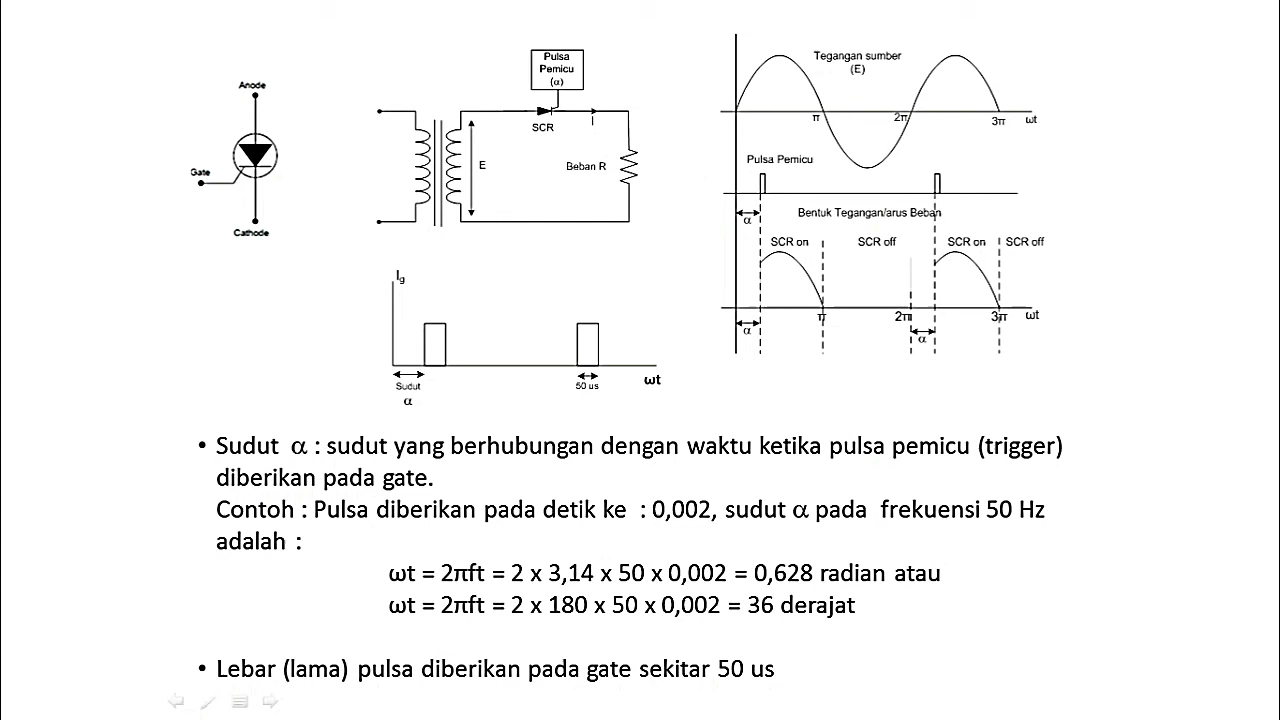 Anode
Gate
Cathode
Pulsa
Pemicu
(α)
SCR
I
E
Beban R
Ig
Sudut
α
50 us
ωt
Tegangan sumber
(E)
π
2π
3π
ωt
Pulsa Pemicu
α
Bentuk Tegangan/arus Beban
SCR on
SCR off
SCR on
SCR off
π
2π
3π
ωt
α
α
• Sudut α : sudut yang berhubungan dengan waktu ketika pulsa pemicu (trigger)
diberikan pada gate.
Contoh : Pulsa diberikan pada detik ke : 0,002, sudut α pada frekuensi 50 Hz
adalah :
ωt = 2πft = 2 x 3,14 x 50 x 0,002 = 0,628 radian atau
ωt = 2πft = 2 x 180 x 50 x 0,002 = 36 derajat
• Lebar (lama) pulsa diberikan pada gate sekitar 50 us